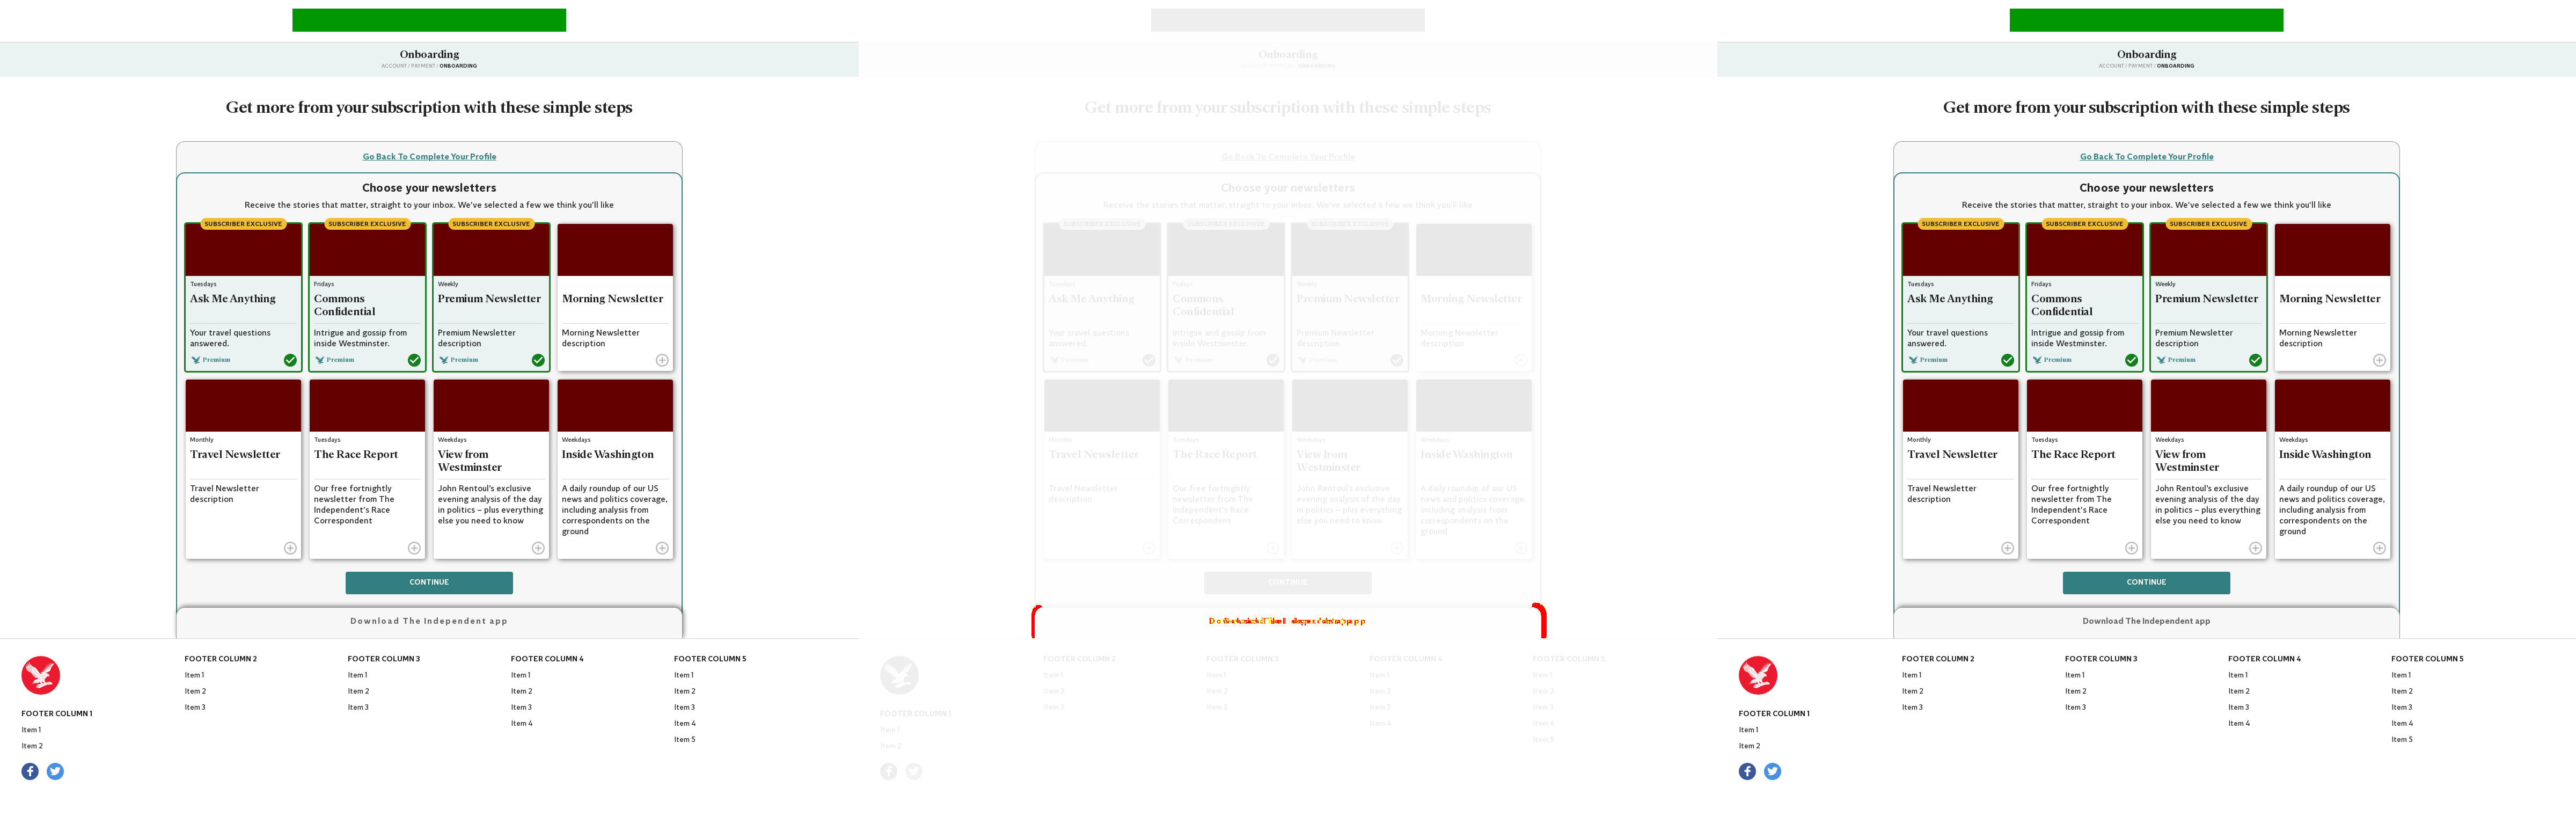 Onboarding
ACCOUNT / PAYMENT / ONBOARDING
Get more from your subscription with these simple steps
Go Back To Complete Your Profile
Choose your newsletters
Receive the stories that matter, straight to your inbox. We've selected a few we think you'll like
SUBSCRIBER EXCLUSIVE
Tuesdays
Ask Me Anything
Your travel questions
answered.
Premium
SUBSCRIBER EXCLUSIVE
Fridays
Commons
Confidential
Intrigue and gossip from
inside Westminster.
Premium
SUBSCRIBER EXCLUSIVE
Weekly
Premium Newsletter
Premium Newsletter
description
Premium
Morning Newsletter
Morning Newsletter
description
Monthly
Travel Newsletter
Travel Newsletter
description
Tuesdays
The Race Report
Our free fortnightly
newsletter from The
Independent's Race
Correspondent
Weekdays
View from
Westminster
John Rentoul's exclusive
evening analysis of the day
in politics – plus everything
else you need to know
Weekdays
Inside Washington
A daily roundup of our US
news and politics coverage,
including analysis from
correspondents on the
ground
CONTINUE
Download The Independent app
FOOTER COLUMN 1
Item 1
Item 2
FOOTER COLUMN 2
Item 1
Item 2
Item 3
FOOTER COLUMN 3
Item 1
Item 2
Item 3
FOOTER COLUMN 4
Item 1
Item 2
Item 3
Item 4
FOOTER COLUMN 5
Item 1
Item 2
Item 3
Item 4
Item 5
Onboarding
ONBOARDING
Get more from your subscription with these simple steps
Go Back To Complete Your Profile
Choose your newsletters
Receive the stories that matter, straight to your inbox. We've selected a few we think you'll like
SUBSCRIBER EXCLUSIVE
Tuesdays
Ask Me Anything
Your travel questions
answered.
SUBSCRIBER EXCLUSIVE
Fridays
Commons
Confidential
Intrigue and gossip from
inside Westminster.
SUBSCRIBER EXCLUSIVE
Weekly
Premium Newsletter
Premium Newsletter
description
Morning Newsletter
Morning Newsletter
description
Monthly
Travel Newsletter
Travel Newsletter
description
Tuesdays
The Race Report
Our free fortnightly
newsletter from The
Independent's Race
Correspondent
Weekdays
View from
Westminster
John Rentoul's exclusive
evening analysis of the day
in politics – plus everything
else you need to know
Weekdays
Inside Washington
A daily roundup of our US
news and politics coverage,
including analysis from
correspondents on the
ground
CONTINUE
FOOTER COLUMN 1
Item 1
Item 2
FOOTER COLUMN 2
Item 1
Item 2
Item 3
FOOTER COLUMN 3
Item 1
Item 2
Item 3
FOOTER COLUMN 4
Item 1
Item 2
Item 3
Item 4
FOOTER COLUMN 5
Item 1
Item 2
Item 3
Item 4
Item 5
Onboarding
ACCOUNT / PAYMENT / ONBOARDING
Get more from your subscription with these simple steps
Go Back To Complete Your Profile
Choose your newsletters
Receive the stories that matter, straight to your inbox. We've selected a few we think you'll like
SUBSCRIBER EXCLUSIVE
Tuesdays
Ask Me Anything
Your travel questions
answered.
Premium
SUBSCRIBER EXCLUSIVE
Fridays
Commons
Confidential
Intrigue and gossip from
inside Westminster.
Premium
SUBSCRIBER EXCLUSIVE
Weekly
Premium Newsletter
Premium Newsletter
description
Premium
Morning Newsletter
Morning Newsletter
description
Monthly
Travel Newsletter
Travel Newsletter
description
Tuesdays
The Race Report
Our free fortnightly
newsletter from The
Independent's Race
Correspondent
Weekdays
View from
Westminster
John Rentoul's exclusive
evening analysis of the day
in politics – plus everything
else you need to know
Weekdays
Inside Washington
A daily roundup of our US
news and politics coverage,
including analysis from
correspondents on the
ground
CONTINUE
Download The Independent app
FOOTER COLUMN 1
Item 1
Item 2
FOOTER COLUMN 2
Item 1
Item 2
Item 3
FOOTER COLUMN 3
Item 1
Item 2
Item 3
FOOTER COLUMN 4
Item 1
Item 2
Item 3
Item 4
FOOTER COLUMN 5
Item 1
Item 2
Item 3
Item 4
Item 5